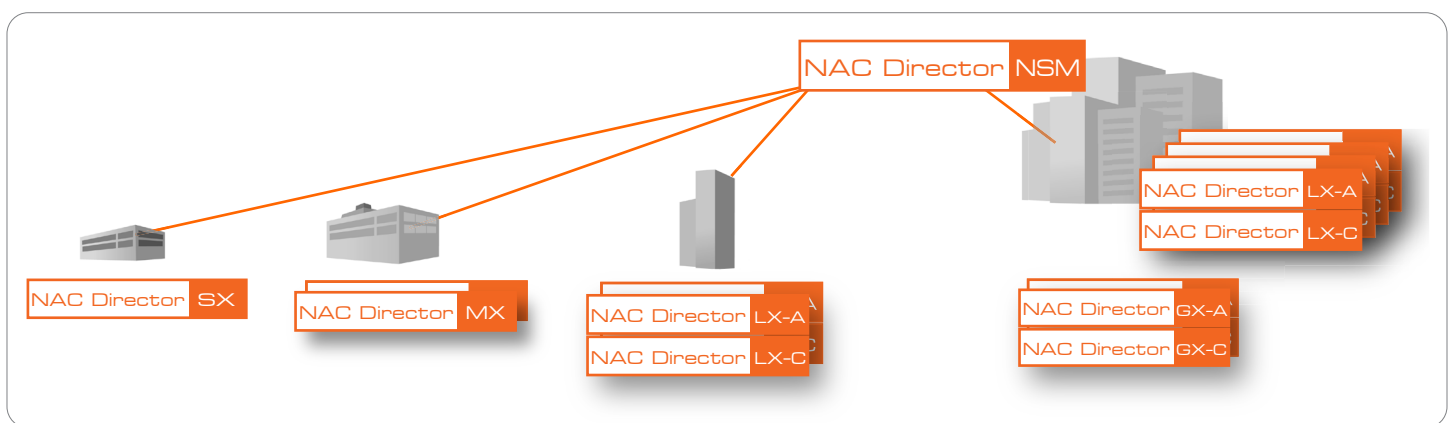 NAC Director NSM
NAC Director LX-A
NAC Director LX-C
NAC Director SX
NAC Director MX
NAC Director LX-A
NAC Director LX-C
NAC Director GX-A
NAC Director GX-C